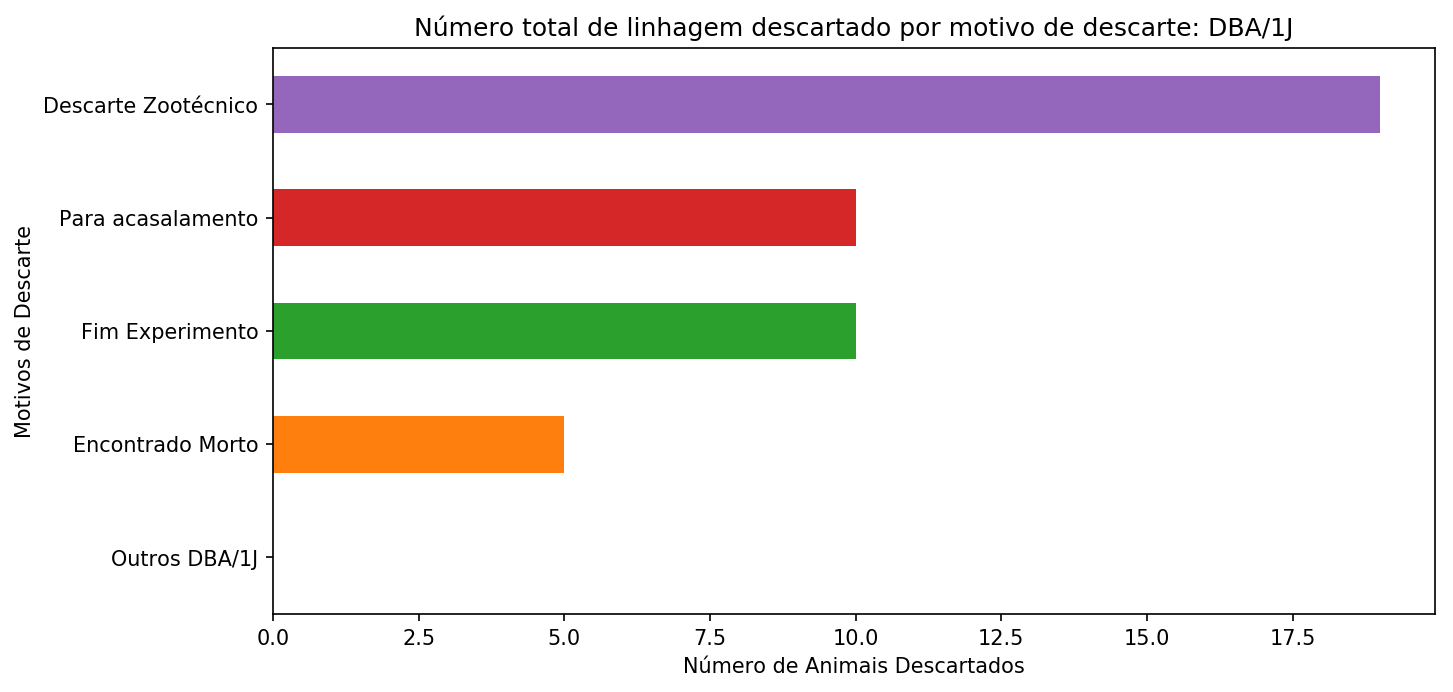 Número total de linhagem descartado por motivo de descarte: DBA/1J
Motivos de Descarte
Descarte Zootécnico
Para acasalamento
Fim Experimento
Encontrado Morto
Outros DBA/1J
0.0 2.5 5.0 7.5 10.0 12.5 15.0 17.5
Número de Animais Descartados